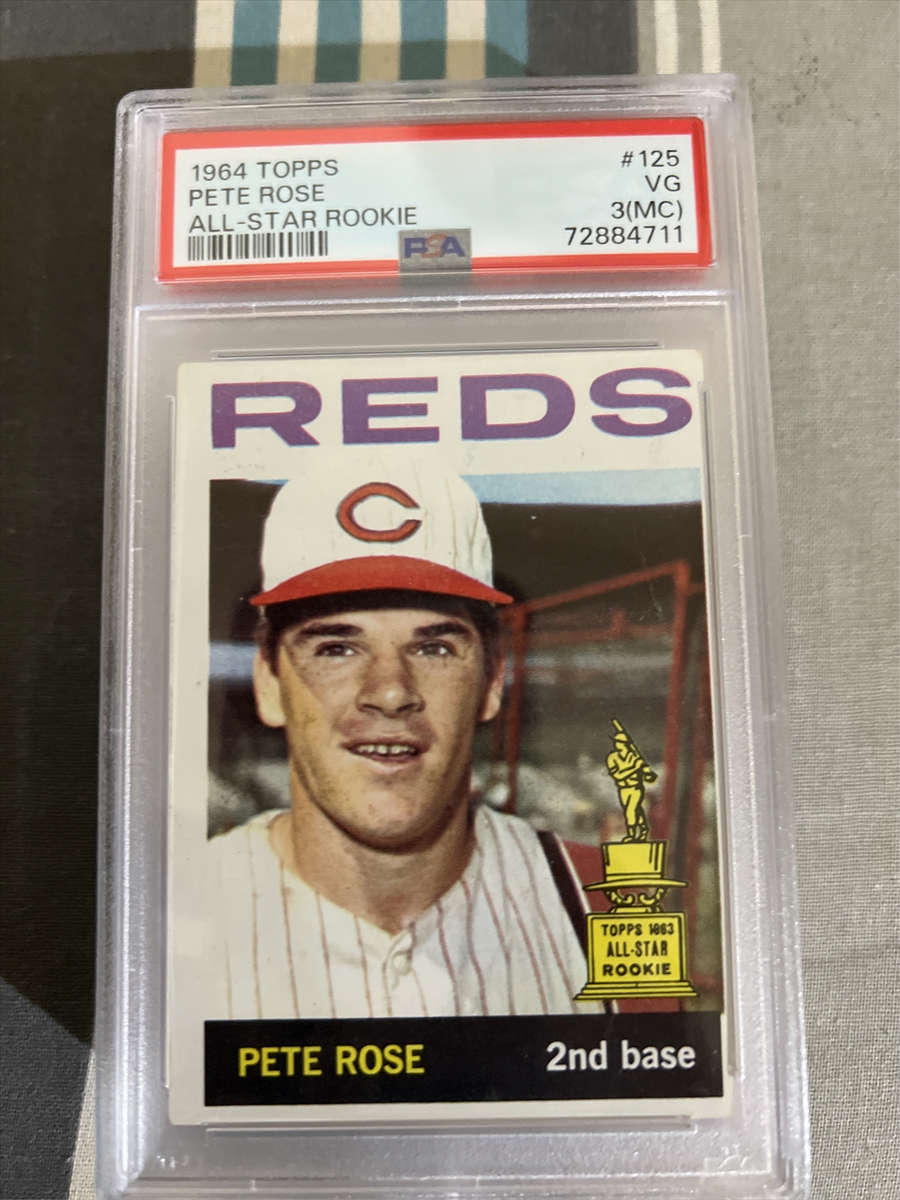 1964 TOPPS #125
PETE ROSE VG
ALL-STAR ROOKIE 3(MC)
72884711
PSA
REDS
C
TOPPS 1963
ALL-STAR
ROOKIE
PETE ROSE 2nd base